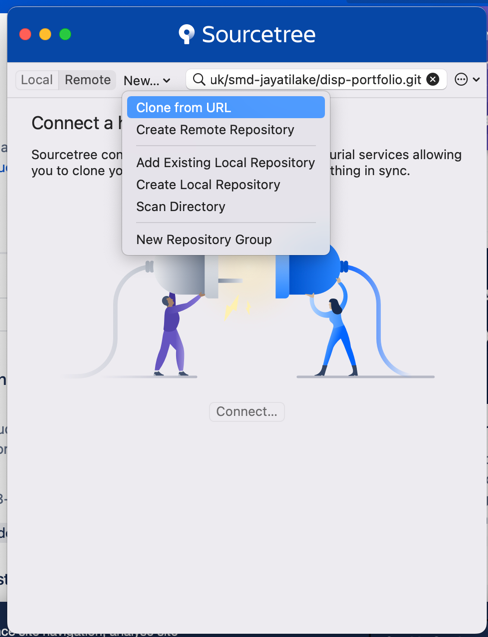 Sourcetree
Local Remote New... uk/smd-jayatilake/disp-portfolio.git
Clone from URL
Create Remote Repository
Add Existing Local Repository
Create Local Repository
Scan Directory
New Repository Group
Connect a
Sourcetree con urial services allowing
you to clone yo thing in sync.
Connect...